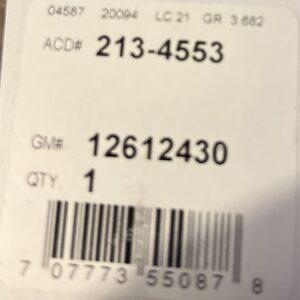 04587 20094 LC 21 GR 3.682
ACD# 213-4553
GM# 12612430
QTY. 1
7 07773 55087 8